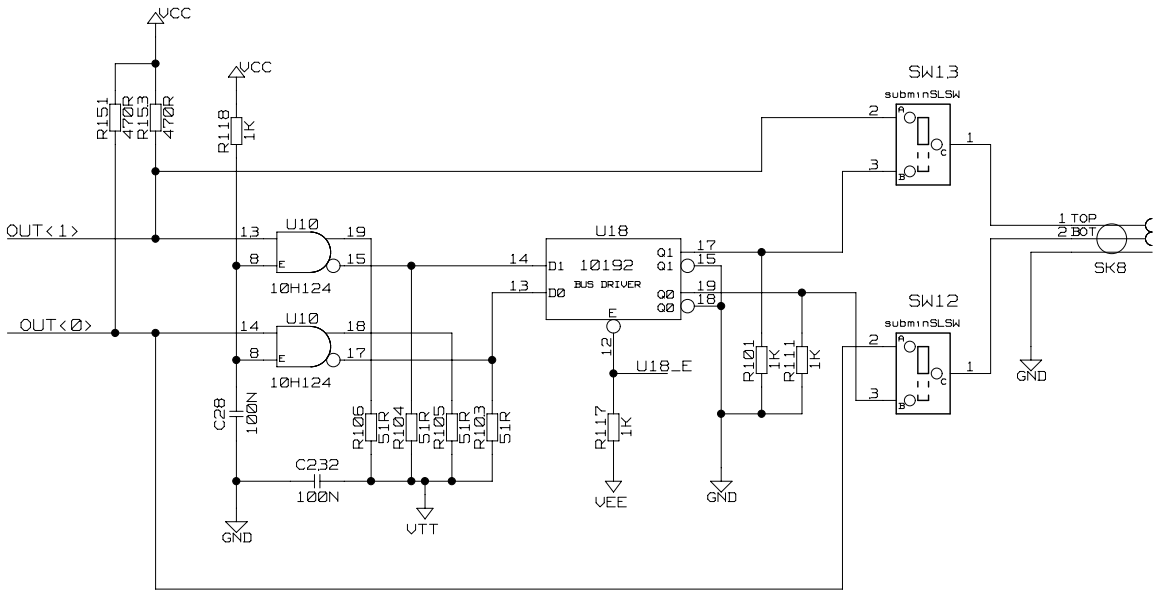 VCC
VCC
R151
470R
R153
470R
R118
1K
SW13
subminSLSW
2
A
1
C
3
B
OUT<1>
13
U10
19
8
E
15
10H124
OUT<0>
14
U10
18
8
E
17
10H124
U18
14
D1
10192
Q1
17
Q1
15
13
D0
BUS DRIVER
Q0
19
Q0
18
E
12
U18_E
R117
1K
VEE
R101
1K
R111
1K
GND
1 TOP
2 BOT
SK8
GND
SW12
subminSLSW
2
A
1
C
3
B
C28
100N
R106
51R
R104
51R
R105
51R
R103
51R
C232
100N
GND
VTT